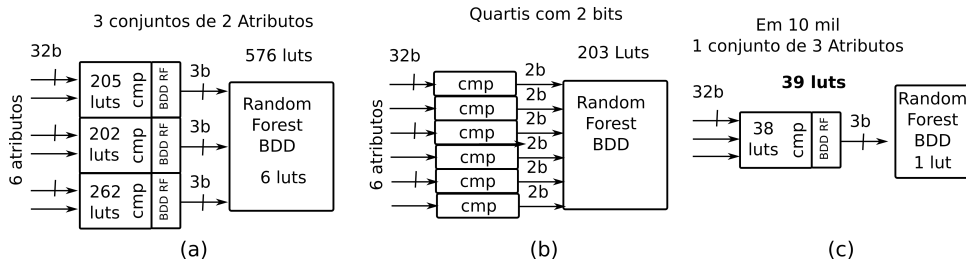 3 conjuntos de 2 Atributos
32b
576 luts
6 atributos
205
luts
cmp
BDD RF
3b
202
luts
cmp
BDD RF
3b
262
luts
cmp
BDD RF
3b
Random
Forest
BDD
6 luts
(a)
Quartis com 2 bits
32b
203 Luts
6 atributos
cmp
2b
cmp
2b
cmp
2b
cmp
2b
cmp
2b
cmp
2b
Random
Forest
BDD
(b)
Em 10 mil
1 conjunto de 3 Atributos
39 luts
32b
38
luts
cmp
BDD RF
3b
Random
Forest
BDD
1 lut
(c)